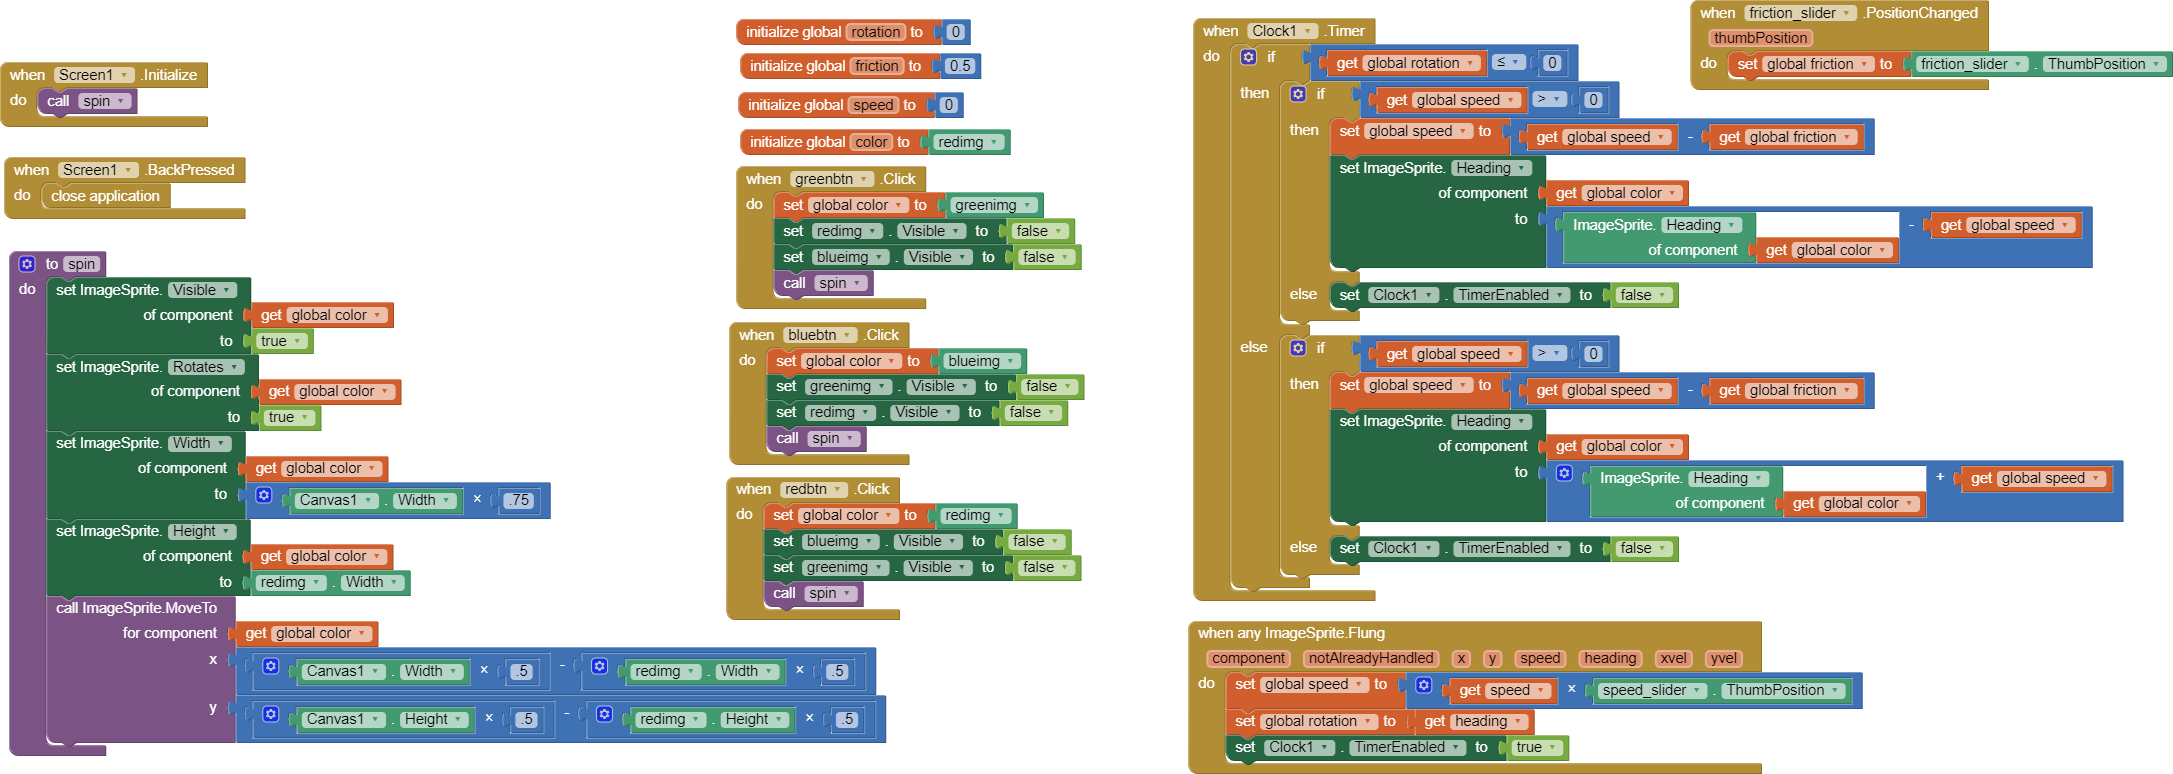 when Screen1 .Initialize
do call spin
when Screen1 .BackPressed
do close application
to spin
do set ImageSprite. Visible
of component get global color
to true
set ImageSprite. Rotates
of component get global color
to true
set ImageSprite. Width
of component get global color
to Canvas1 . Width × .75
set ImageSprite. Height
of component get global color
to redimg . Width
call ImageSprite.MoveTo
for component get global color
x Canvas1 . Width × .5 - redimg . Width × .5
y Canvas1 . Height × .5 - redimg . Height × .5
initialize global rotation to 0
initialize global friction to 0.5
initialize global speed to 0
initialize global color to redimg
when greenbtn .Click
do set global color to greenimg
set redimg . Visible to false
set blueimg . Visible to false
call spin
when bluebtn .Click
do set global color to blueimg
set greenimg . Visible to false
set redimg . Visible to false
call spin
when redbtn .Click
do set global color to redimg
set blueimg . Visible to false
set greenimg . Visible to false
call spin
when Clock1 .Timer
do if get global rotation ≤ 0
then if get global speed > 0
then set global speed to get global speed - get global friction
set ImageSprite. Heading
of component get global color
to ImageSprite. Heading - get global speed
of component get global color
else set Clock1 . TimerEnabled to false
else if get global speed > 0
then set global speed to get global speed - get global friction
set ImageSprite. Heading
of component get global color
to ImageSprite. Heading + get global speed
of component get global color
else set Clock1 . TimerEnabled to false
when any ImageSprite.Flung
component notAlreadyHandled x y speed heading xvel yvel
do set global speed to get speed × speed_slider . ThumbPosition
set global rotation to get heading
set Clock1 . TimerEnabled to true
when friction_slider .PositionChanged
thumbPosition
do set global friction to friction_slider . ThumbPosition